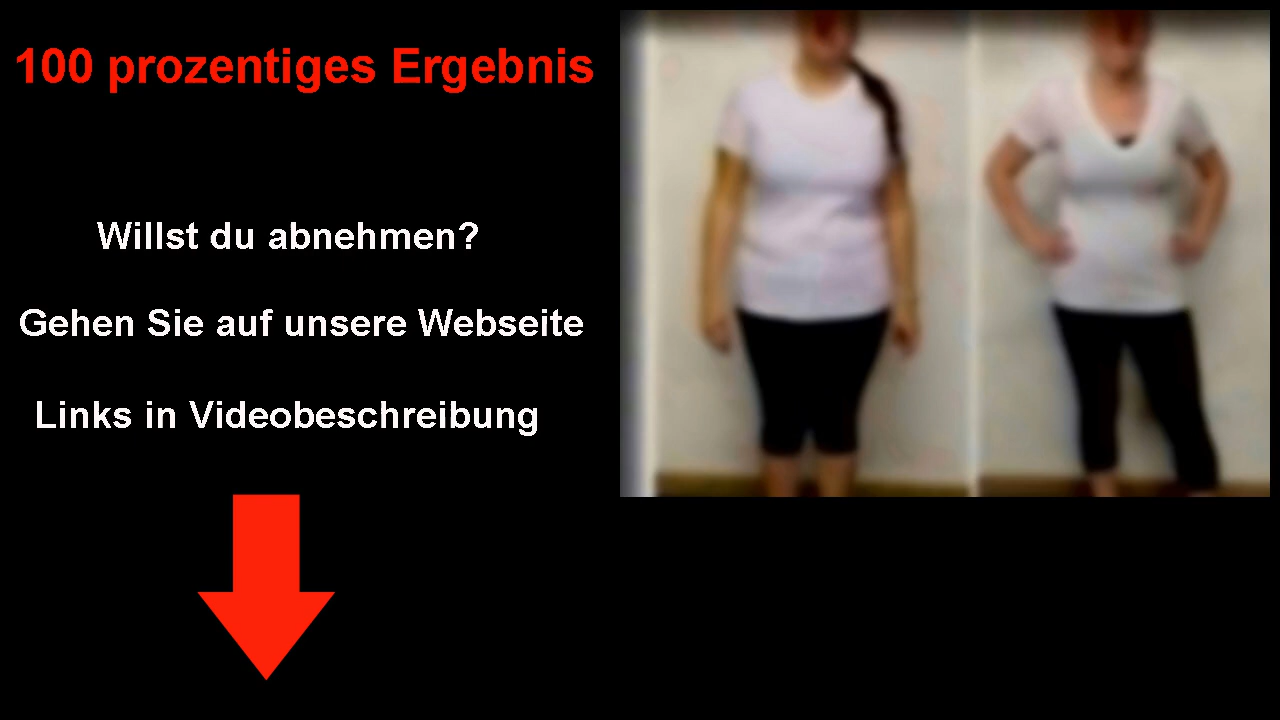 100 prozentiges Ergebnis
Willst du abnehmen?
Gehen Sie auf unsere Webseite
Links in Videobeschreibung